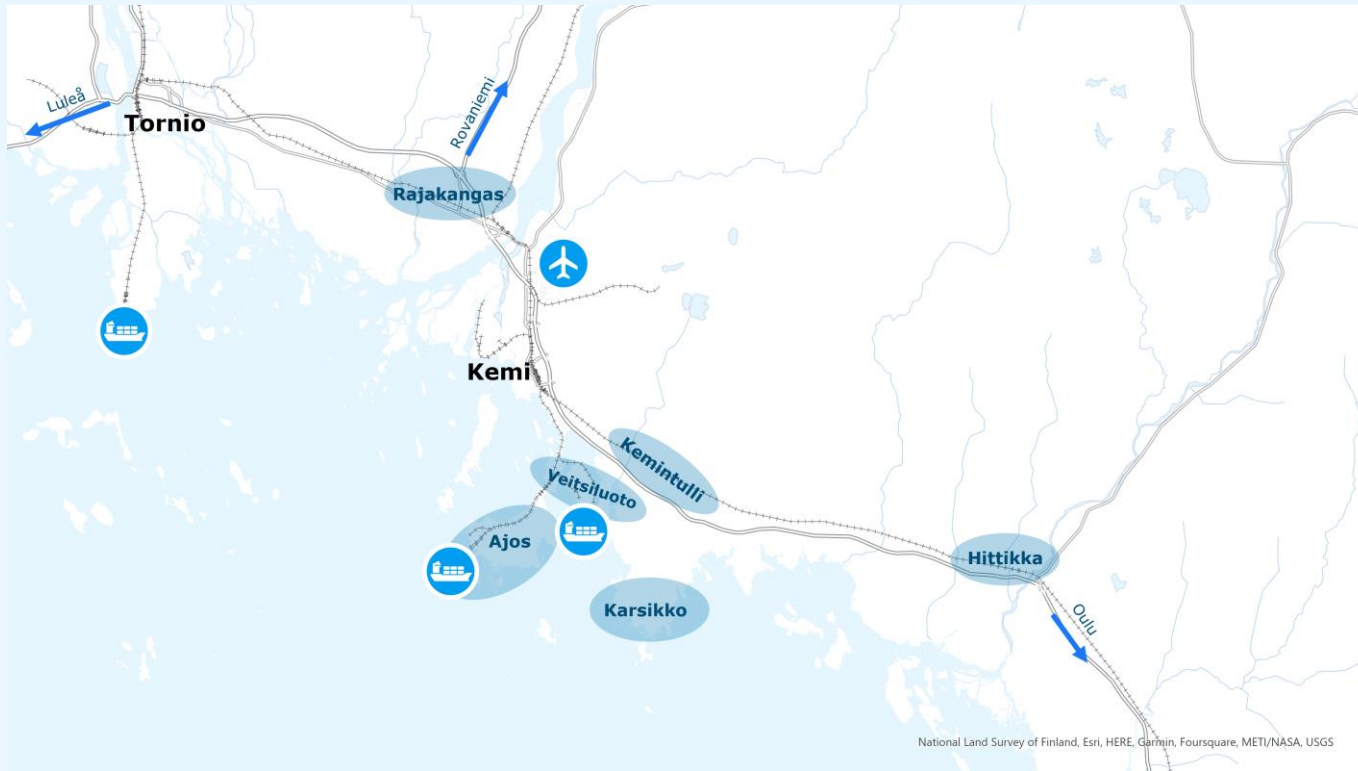 Luleå
Tornio
Rovaniemi
Rajakangas
Kemi
Kemintulli
Veitsiluoto
Ajos
Hittikka
Karsikko
Oulu
National Land Survey of Finland, Esri, HERE, Garmin, Foursquare, METI/NASA, USGS